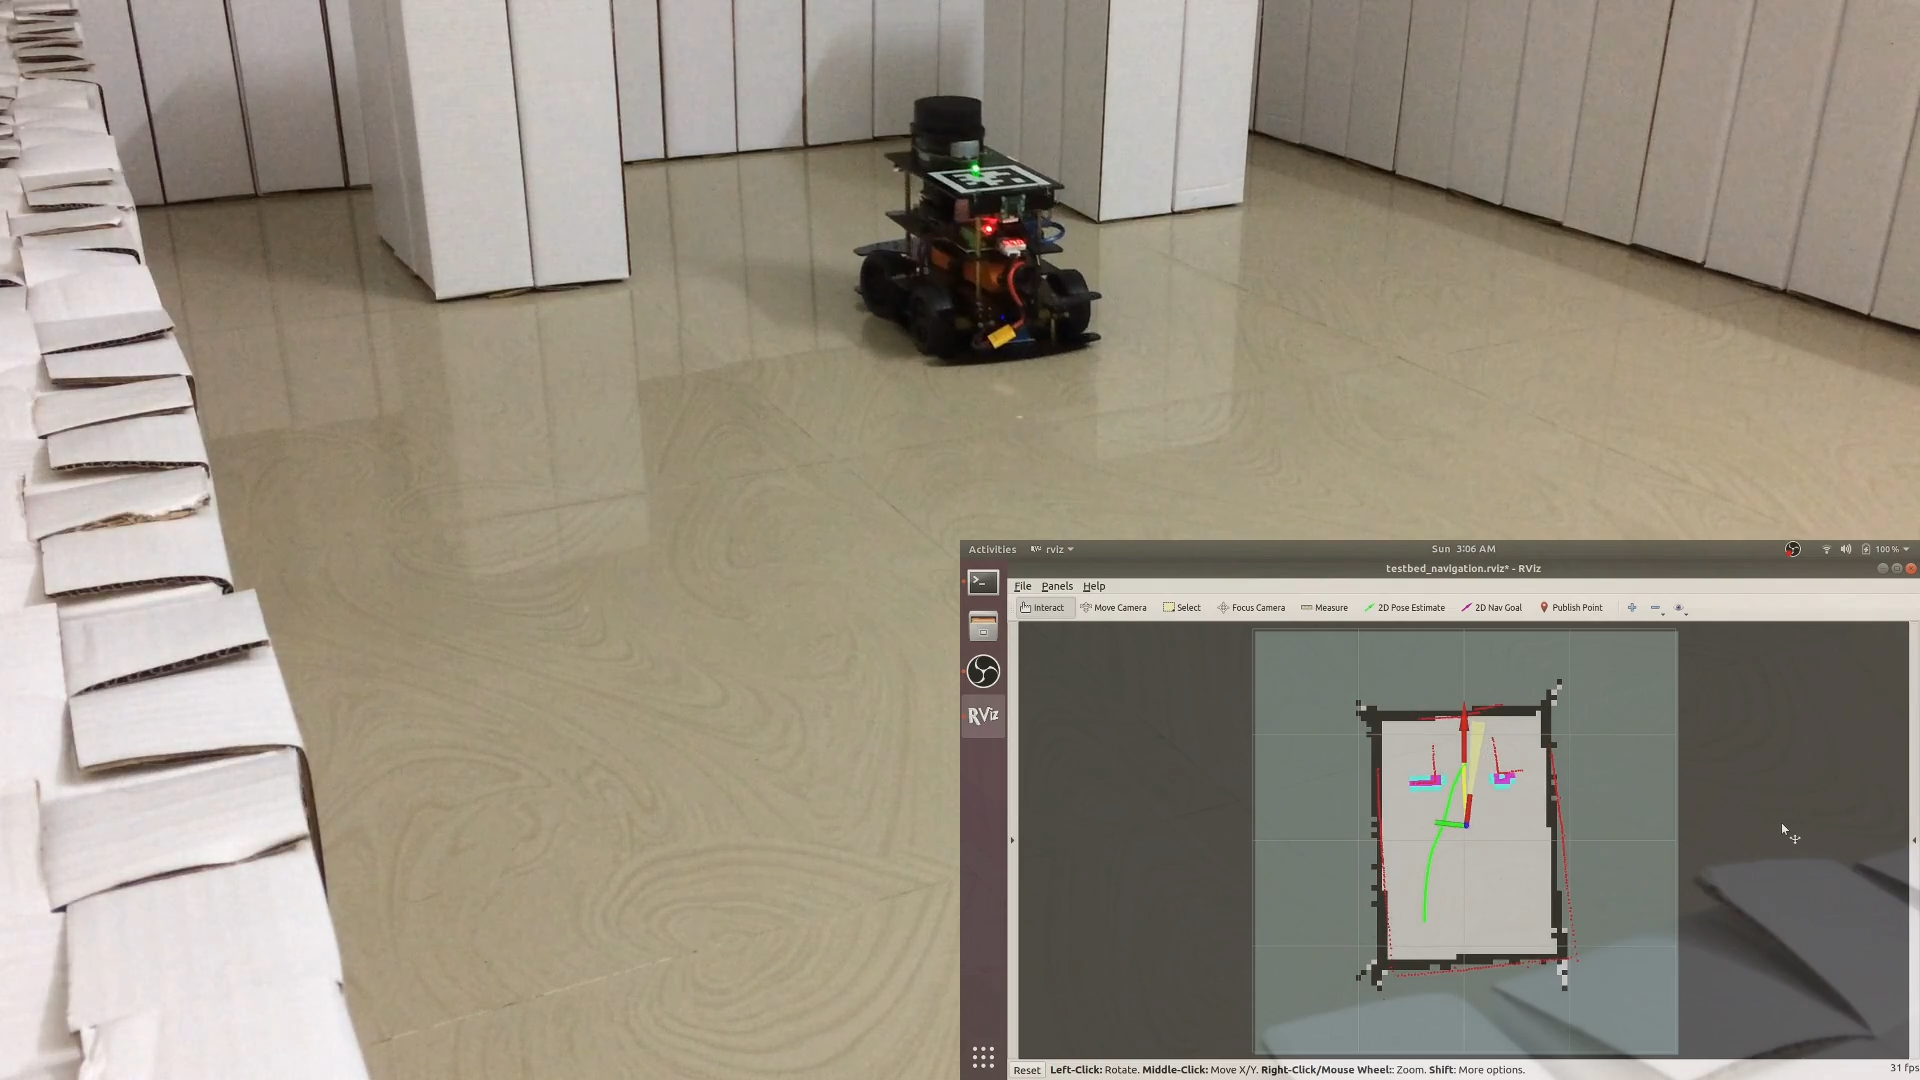 Activities rviz Sun 3:06 AM 100 %
testbed_navigation.rviz* - RViz
File Panels Help
Interact Move Camera Select Focus Camera Measure 2D Pose Estimate 2D Nav Goal Publish Point
RViz
Reset Left-Click: Rotate. Middle-Click: Move X/Y. Right-Click/Mouse Wheel:: Zoom. Shift: More options. 31 fps